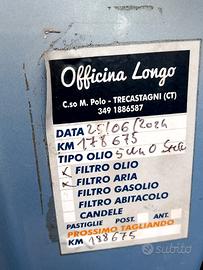 Officina Longo
C.so M. Polo - TRECASTAGNI (CT)
349 1886587
DATA 25/06/2024
KM 178675
TIPO OLIO 5W40
FILTRO OLIO
FILTRO ARIA
FILTRO GASOLIO
FILTRO ABITACOLO
CANDELE
PASTIGLIE POST. ANT.
PROSSIMO TAGLIANDO
KM 188675
subito